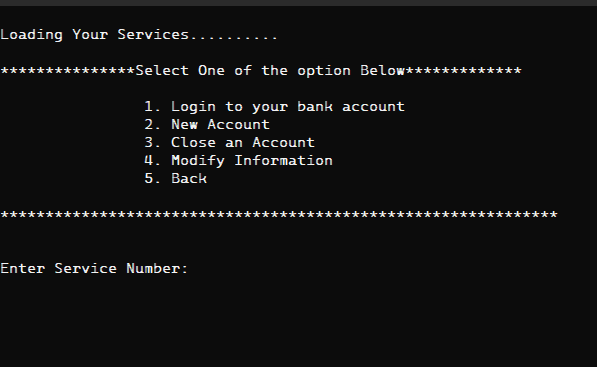 Loading Your Services..........
***************Select One of the option Below*************
1. Login to your bank account
2. New Account
3. Close an Account
4. Modify Information
5. Back
**************************************************************
Enter Service Number: